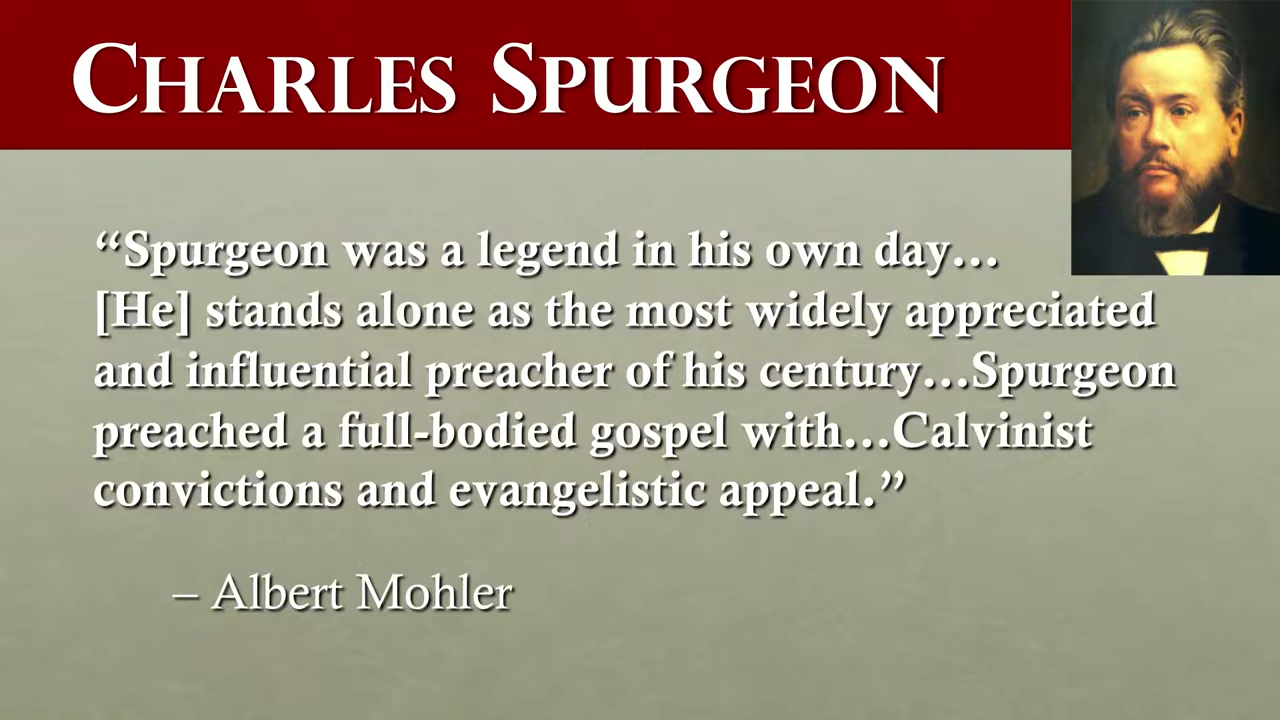 CHARLES SPURGEON
“Spurgeon was a legend in his own day…
[He] stands alone as the most widely appreciated
and influential preacher of his century…Spurgeon
preached a full-bodied gospel with…Calvinist
convictions and evangelistic appeal.”
– Albert Mohler